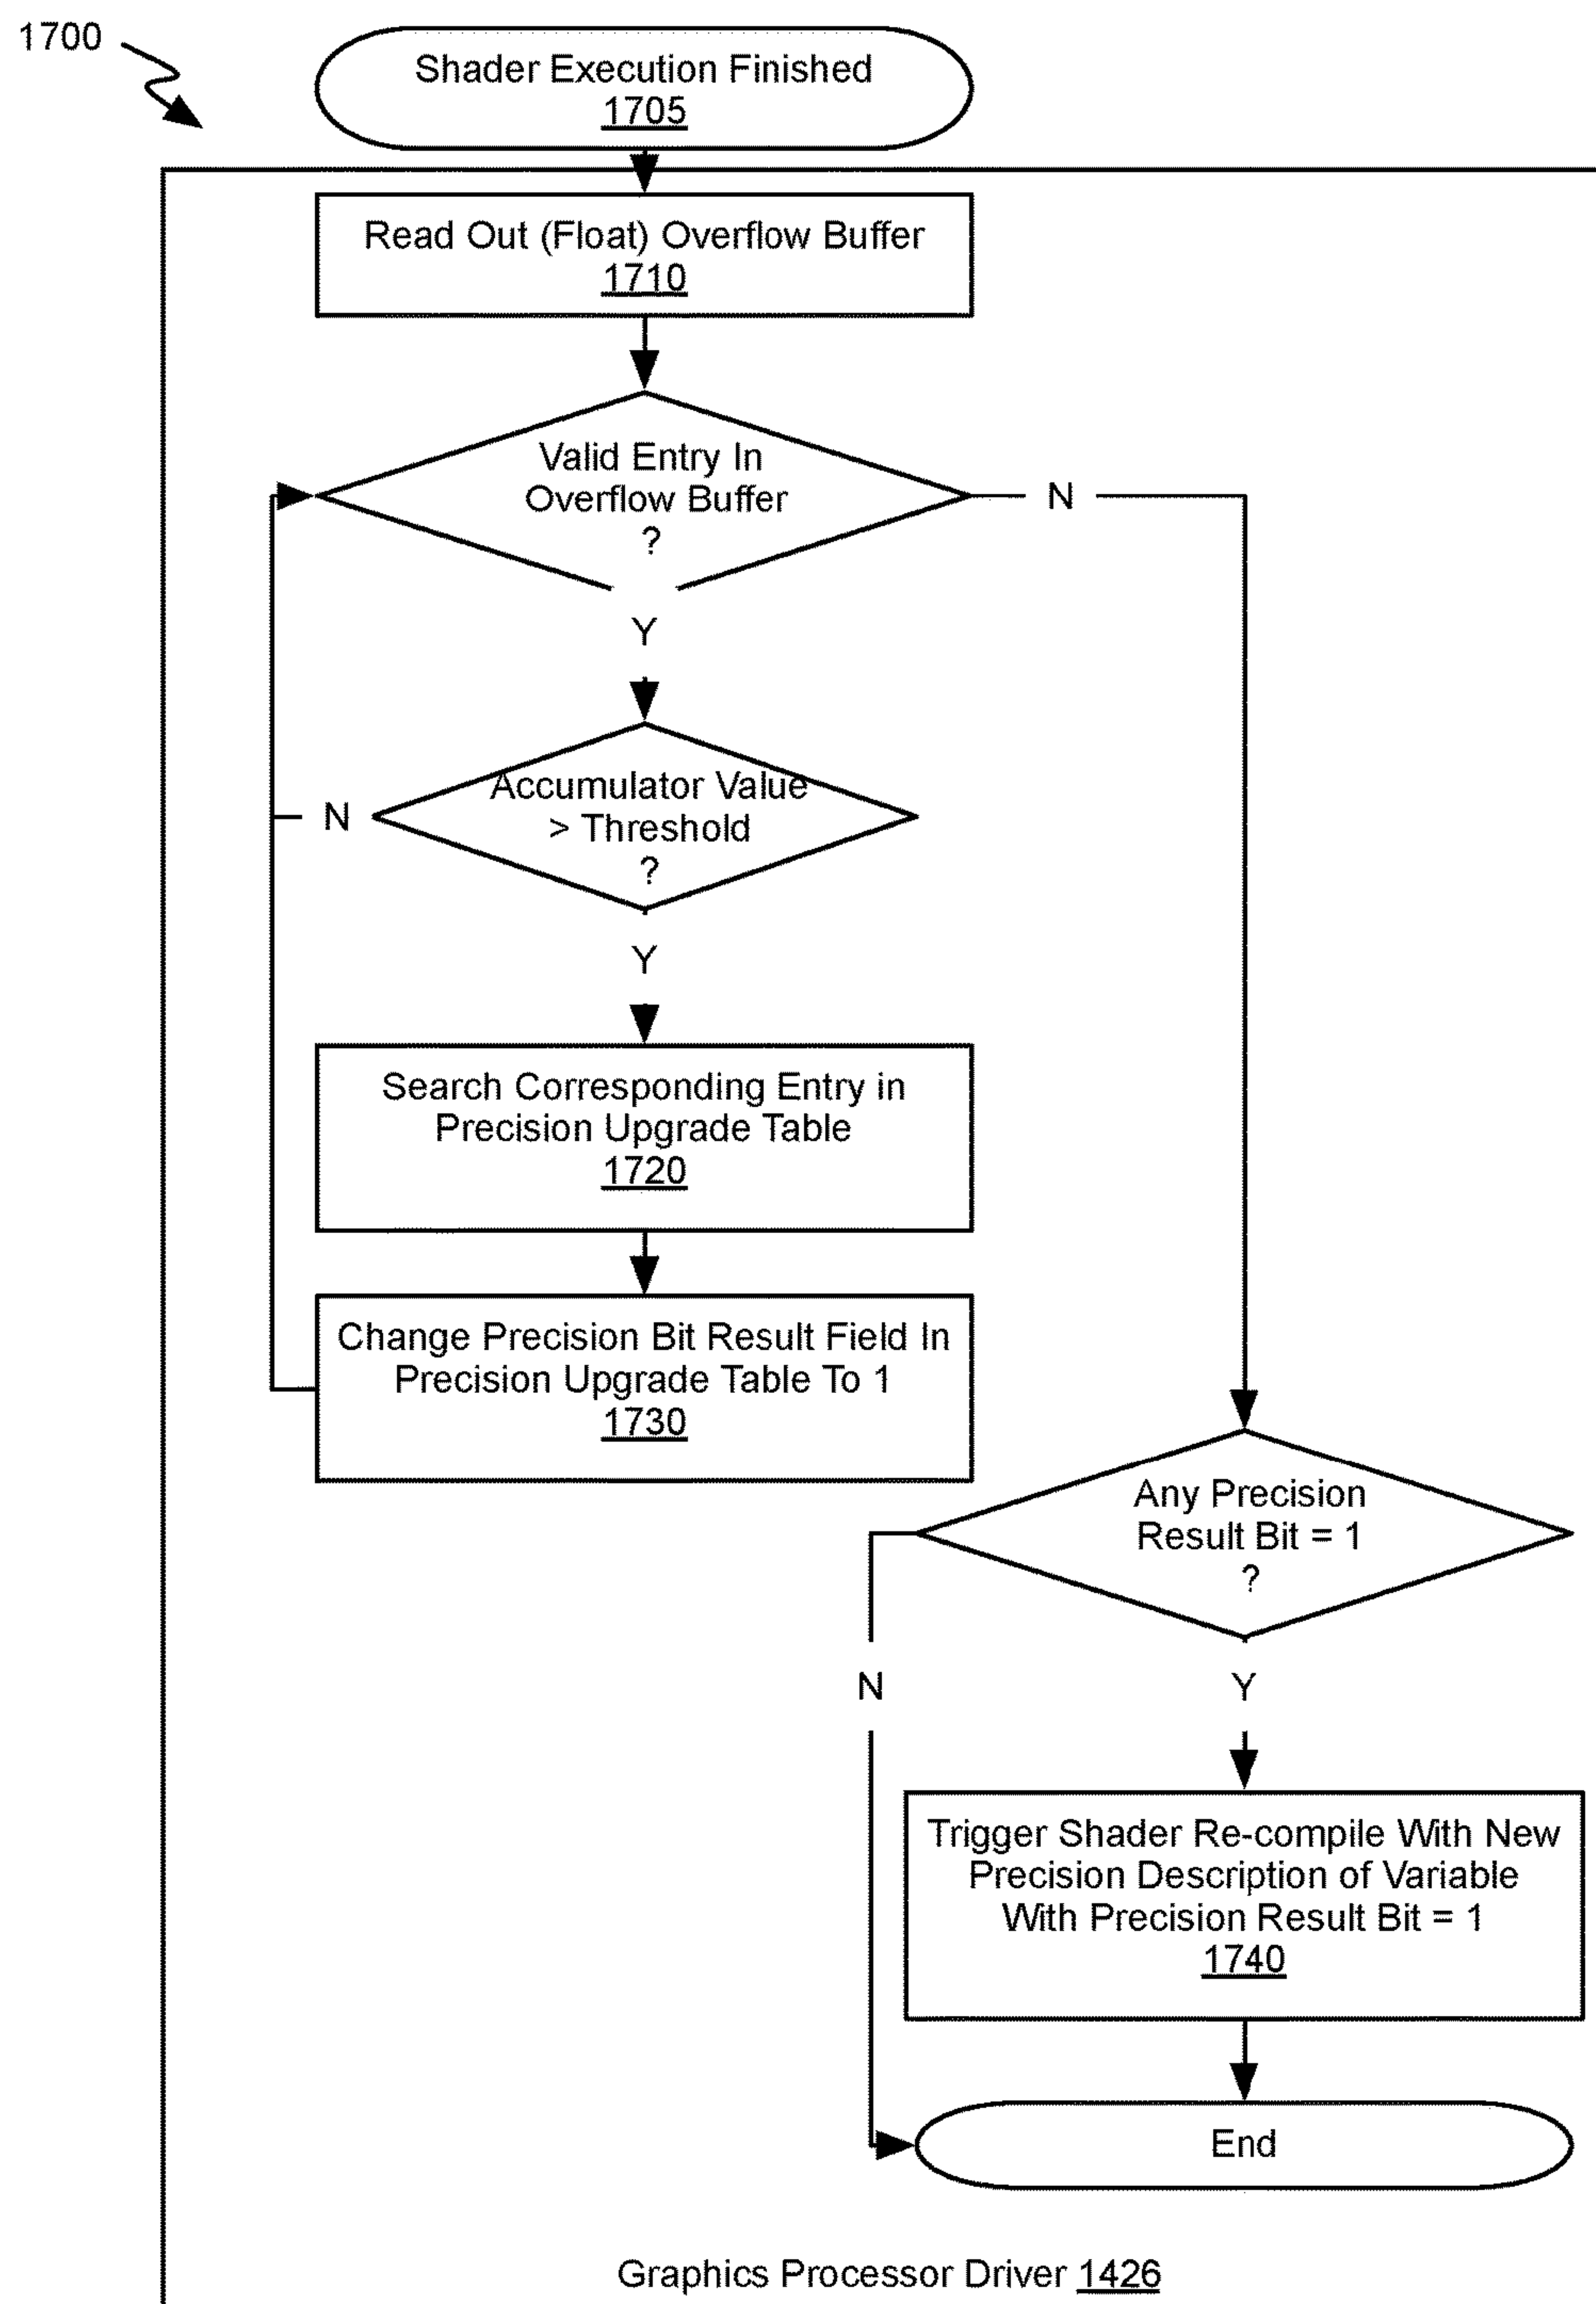 1700
Shader Execution Finished
1705
Read Out (Float) Overflow Buffer
1710
Valid Entry In
Overflow Buffer
?
N
Y
Accumulator Value
> Threshold
?
N
Y
Search Corresponding Entry in
Precision Upgrade Table
1720
Change Precision Bit Result Field In
Precision Upgrade Table To 1
1730
Any Precision
Result Bit = 1
?
N
Y
Trigger Shader Re-compile With New
Precision Description of Variable
With Precision Result Bit = 1
1740
End
Graphics Processor Driver 1426